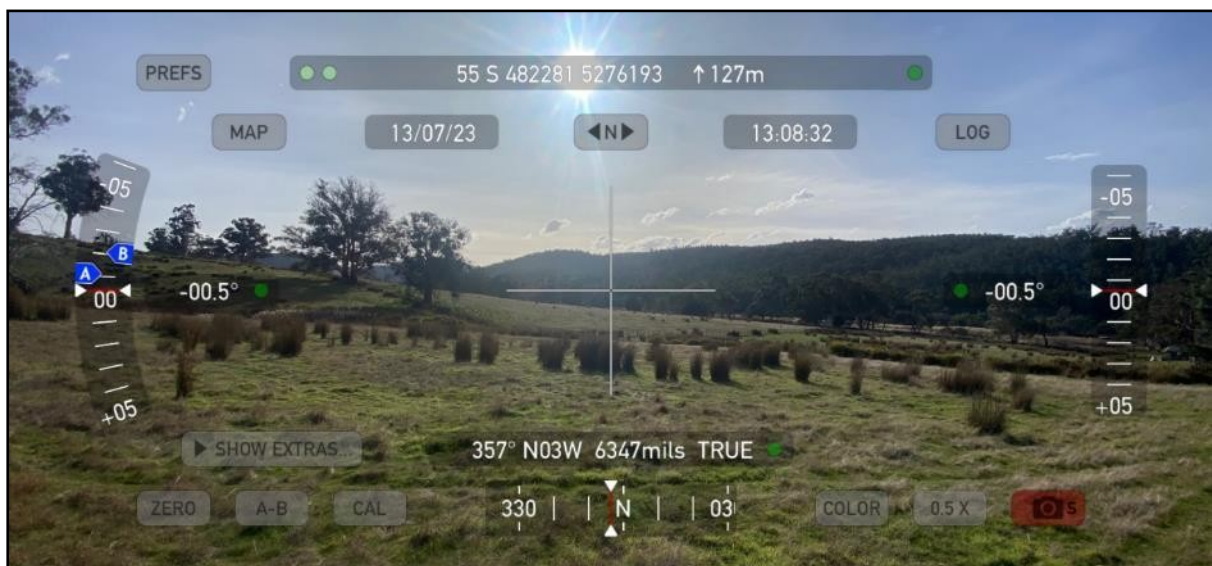 PREFS 55 S 482281 5276193 ↑ 127m
MAP 13/07/23 ◀N▶ 13:08:32 LOG
-05 -05
B
A
00 -00.5° -00.5° 00
+05 +05
▶ SHOW EXTRAS... 357° N03W 6347mils TRUE
ZERO A-B CAL 330 N 03 COLOR 0.5 X S